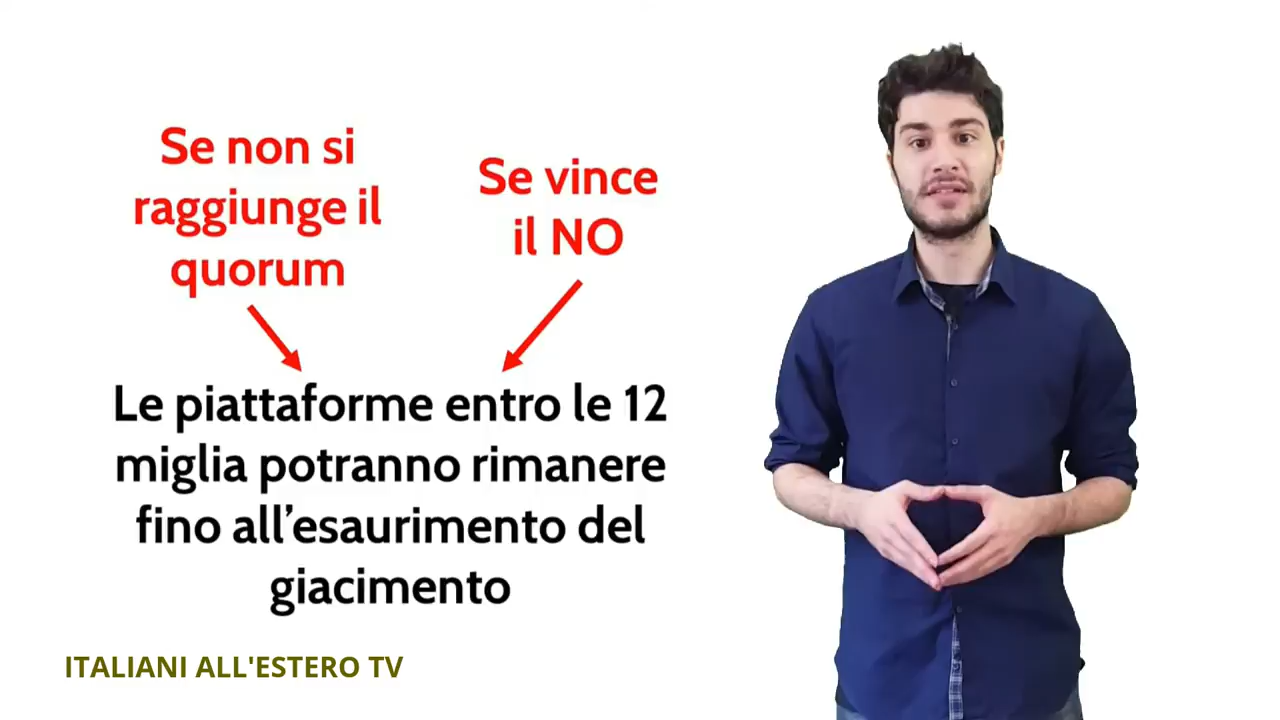 Se non si
raggiunge il
quorum
Se vince
il NO
Le piattaforme entro le 12
miglia potranno rimanere
fino all’esaurimento del
giacimento
ITALIANI ALL'ESTERO TV